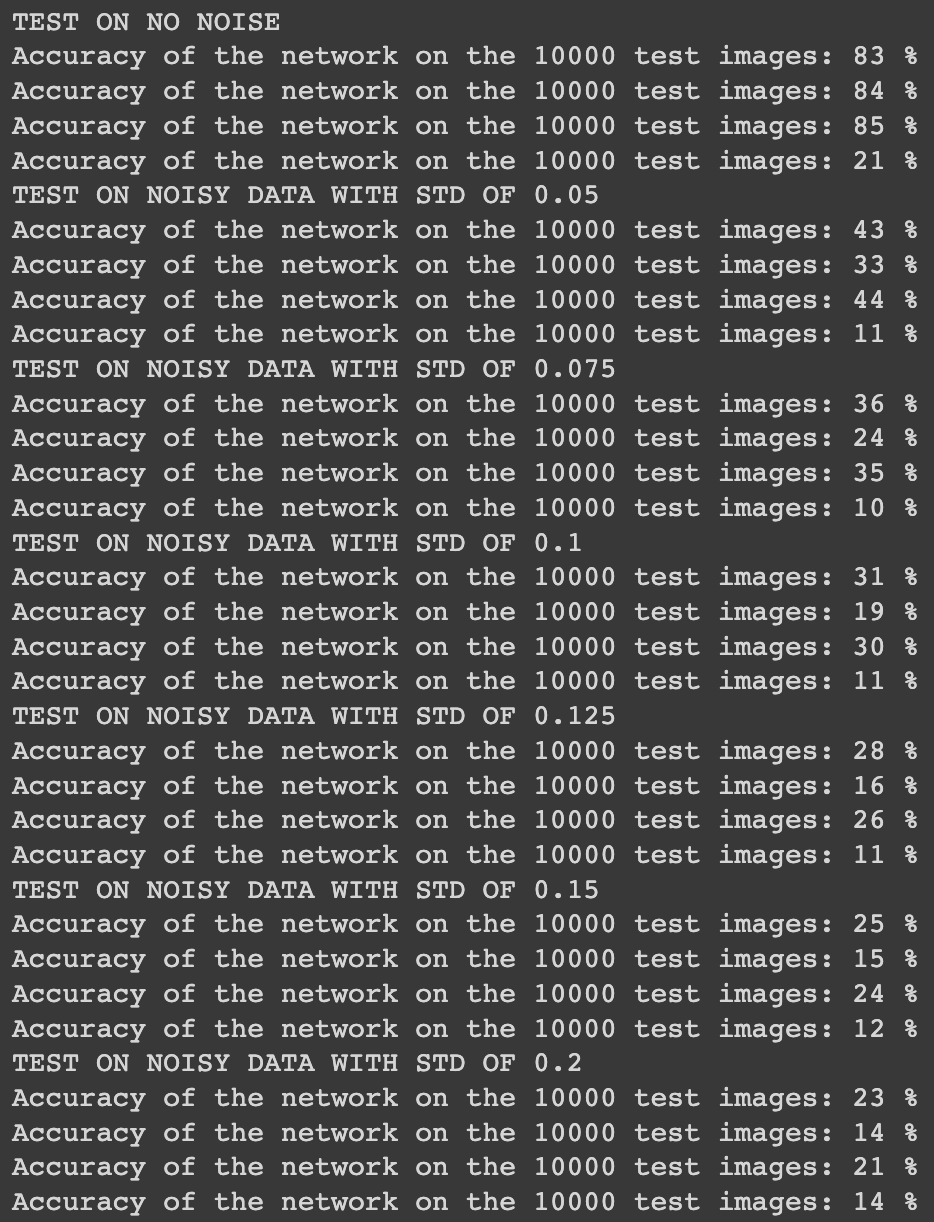 TEST ON NO NOISE
Accuracy of the network on the 10000 test images: 83 %
Accuracy of the network on the 10000 test images: 84 %
Accuracy of the network on the 10000 test images: 85 %
Accuracy of the network on the 10000 test images: 21 %
TEST ON NOISY DATA WITH STD OF 0.05
Accuracy of the network on the 10000 test images: 43 %
Accuracy of the network on the 10000 test images: 33 %
Accuracy of the network on the 10000 test images: 44 %
Accuracy of the network on the 10000 test images: 11 %
TEST ON NOISY DATA WITH STD OF 0.075
Accuracy of the network on the 10000 test images: 36 %
Accuracy of the network on the 10000 test images: 24 %
Accuracy of the network on the 10000 test images: 35 %
Accuracy of the network on the 10000 test images: 10 %
TEST ON NOISY DATA WITH STD OF 0.1
Accuracy of the network on the 10000 test images: 31 %
Accuracy of the network on the 10000 test images: 19 %
Accuracy of the network on the 10000 test images: 30 %
Accuracy of the network on the 10000 test images: 11 %
TEST ON NOISY DATA WITH STD OF 0.125
Accuracy of the network on the 10000 test images: 28 %
Accuracy of the network on the 10000 test images: 16 %
Accuracy of the network on the 10000 test images: 26 %
Accuracy of the network on the 10000 test images: 11 %
TEST ON NOISY DATA WITH STD OF 0.15
Accuracy of the network on the 10000 test images: 25 %
Accuracy of the network on the 10000 test images: 15 %
Accuracy of the network on the 10000 test images: 24 %
Accuracy of the network on the 10000 test images: 12 %
TEST ON NOISY DATA WITH STD OF 0.2
Accuracy of the network on the 10000 test images: 23 %
Accuracy of the network on the 10000 test images: 14 %
Accuracy of the network on the 10000 test images: 21 %
Accuracy of the network on the 10000 test images: 14 %